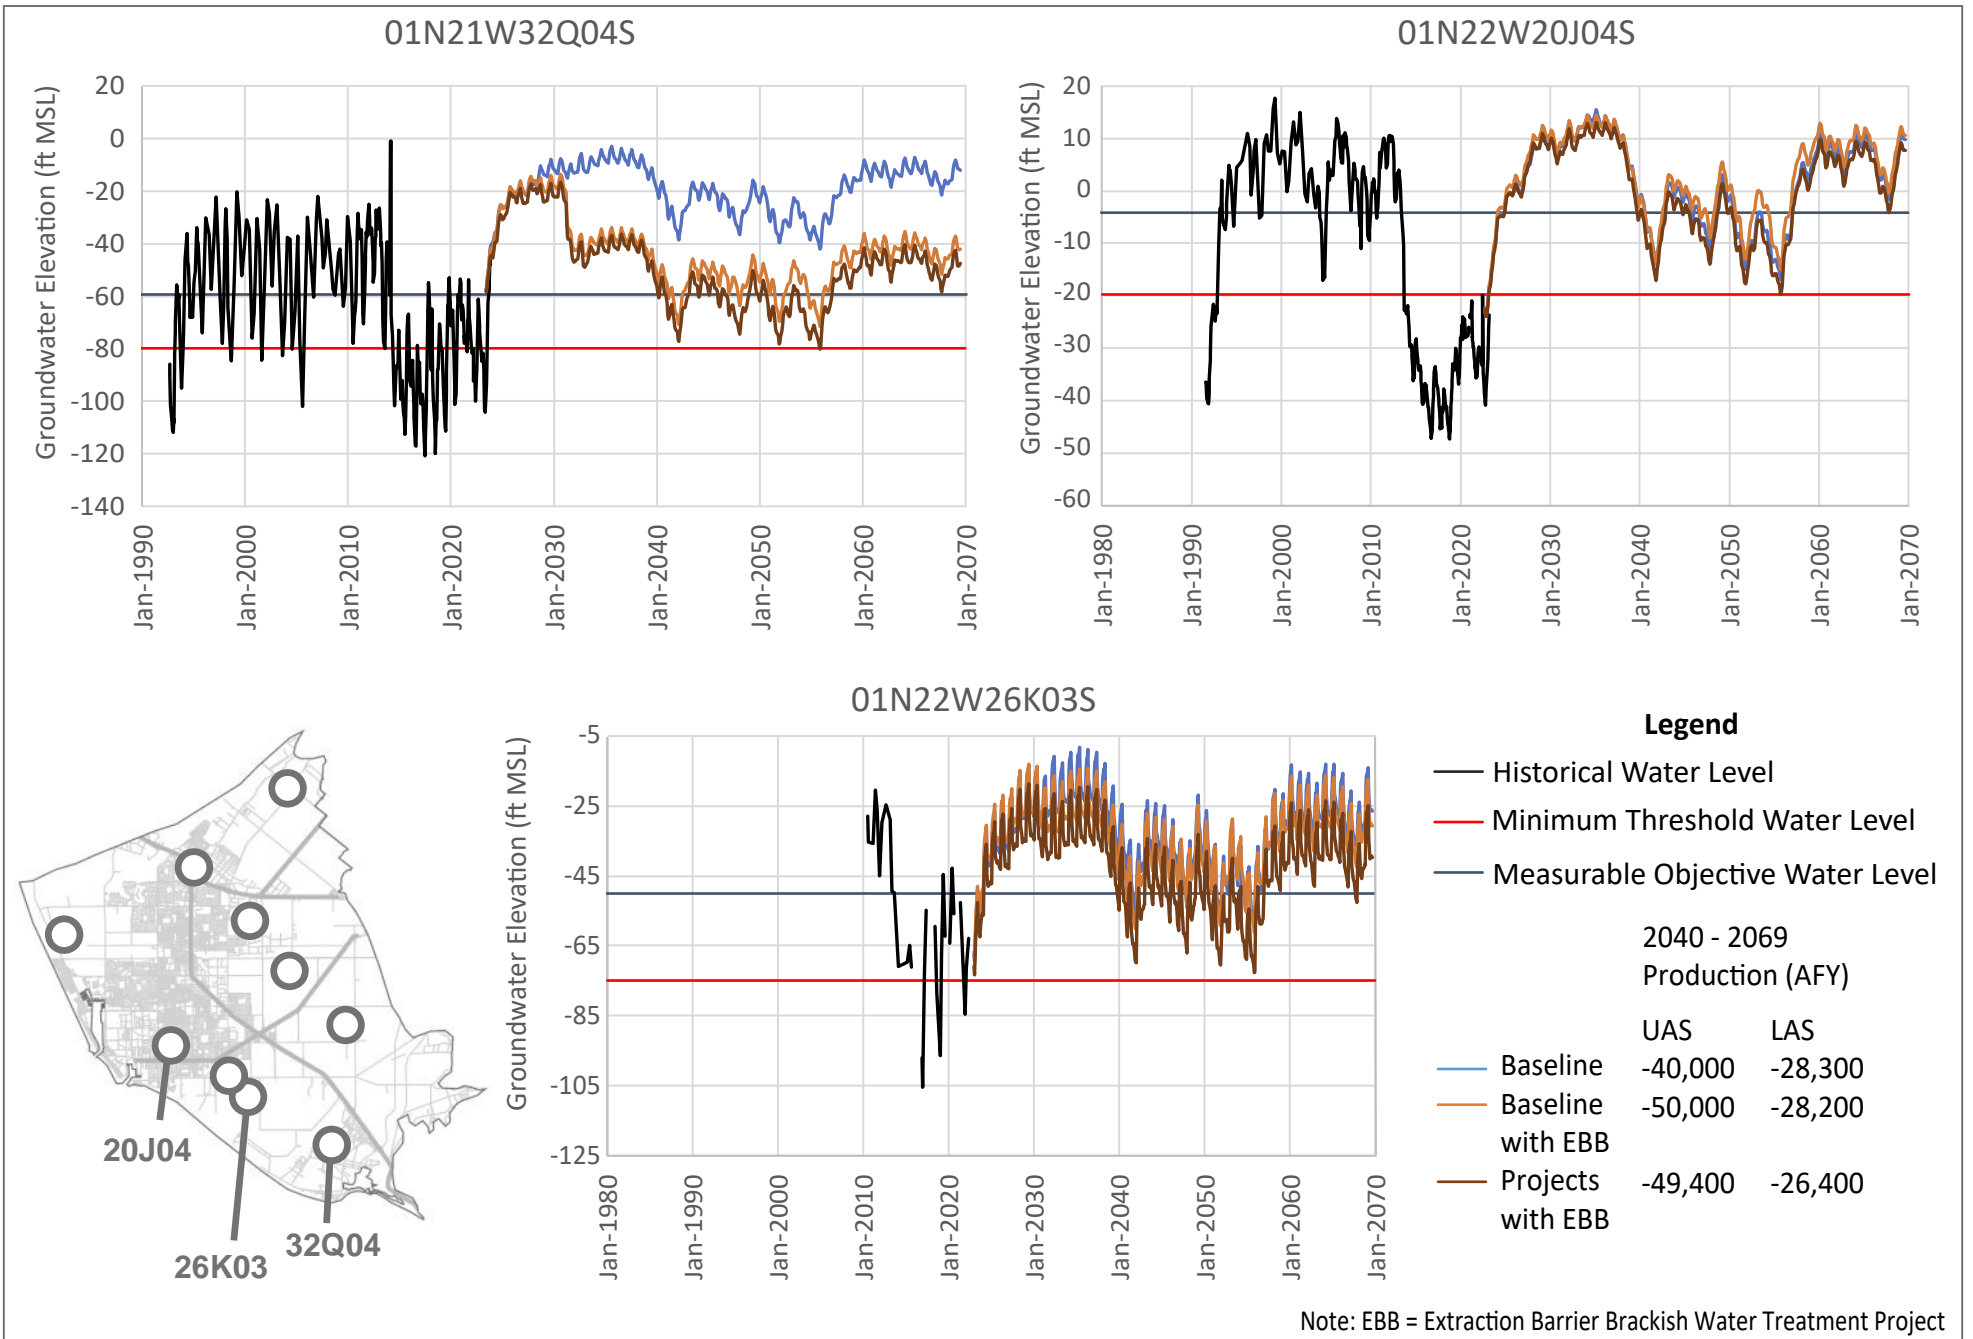 01N21W32Q04S
Groundwater Elevation (ft MSL)
20
0
-20
-40
-60
-80
-100
-120
-140
Jan-1990
Jan-2000
Jan-2010
Jan-2020
Jan-2030
Jan-2040
Jan-2050
Jan-2060
Jan-2070
01N22W20J04S
Groundwater Elevation (ft MSL)
20
10
0
-10
-20
-30
-40
-50
-60
Jan-1980
Jan-1990
Jan-2000
Jan-2010
Jan-2020
Jan-2030
Jan-2040
Jan-2050
Jan-2060
Jan-2070
20J04
26K03
32Q04
01N22W26K03S
Groundwater Elevation (ft MSL)
-5
-25
-45
-65
-85
-105
-125
Jan-1980
Jan-1990
Jan-2000
Jan-2010
Jan-2020
Jan-2030
Jan-2040
Jan-2050
Jan-2060
Jan-2070
Legend
Historical Water Level
Minimum Threshold Water Level
Measurable Objective Water Level
2040 - 2069
Production (AFY)
UAS LAS
Baseline -40,000 -28,300
Baseline -50,000 -28,200
with EBB
Projects -49,400 -26,400
with EBB
Note: EBB = Extraction Barrier Brackish Water Treatment Project